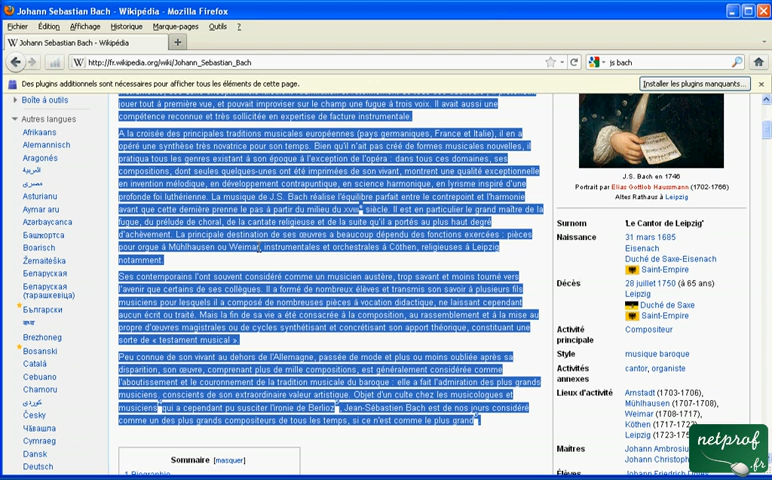 Johann Sebastian Bach - Wikipédia - Mozilla Firefox
Fichier Édition Affichage Historique Marque-pages Outils ?
Johann Sebastian Bach - Wikipédia
http://fr.wikipedia.org/wiki/Johann_Sebastian_Bach
js bach
Des plugins additionnels sont nécessaires pour afficher tous les éléments de cette page.
Installer les plugins manquants...
Boîte à outils
Autres langues
Afrikaans
Alemannisch
Aragonés
العربية
مصرى
Asturianu
Aymar aru
Azərbaycanca
Башҡортса
Boarisch
Žemaitėška
Беларуская
Беларуская
(тарашкевіца)
Български
বাংলা
Brezhoneg
Bosanski
Català
Cebuano
Chamoru
کوردی
Česky
Чӑвашла
Cymraeg
Dansk
Deutsch
jouer tout à première vue, et pouvait improviser sur le champ une fugue à trois voix. Il avait aussi une
compétence reconnue et très sollicitée en expertise de facture instrumentale.
A la croisée des principales traditions musicales européennes (pays germaniques, France et Italie), il en a
opéré une synthèse très novatrice pour son temps. Bien qu'il n'ait pas créé de formes musicales nouvelles, il
pratiqua tous les genres existant à son époque à l'exception de l'opéra : dans tous ces domaines, ses
compositions, dont seules quelques-unes ont été imprimées de son vivant, montrent une qualité exceptionnelle
en invention mélodique, en développement contrapuntique, en science harmonique, en lyrisme inspiré d'une
profonde foi luthérienne. La musique de J.S. Bach réalise l'équilibre parfait entre le contrepoint et l'harmonie
avant que cette dernière prenne le pas à partir du milieu du XVIIIe siècle. Il est en particulier le grand maître de la
fugue, du prélude de choral, de la cantate religieuse et de la suite qu'il a portés au plus haut degré
d'achèvement. La principale destination de ses œuvres a beaucoup dépendu des fonctions exercées : pièces
pour orgue à Mühlhausen ou Weimar, instrumentales et orchestrales à Cöthen, religieuses à Leipzig
notamment.
Ses contemporains l'ont souvent considéré comme un musicien austère, trop savant et moins tourné vers
l'avenir que certains de ses collègues. Il a formé de nombreux élèves et transmis son savoir à plusieurs fils
musiciens pour lesquels il a composé de nombreuses pièces à vocation didactique, ne laissant cependant
aucun écrit ou traité. Mais la fin de sa vie a été consacrée à la composition, au rassemblement et à la mise au
propre d'œuvres magistrales ou de cycles synthétisant et concrétisant son apport théorique, constituant une
sorte de « testament musical ».
Peu connue de son vivant au dehors de l'Allemagne, passée de mode et plus ou moins oubliée après sa
disparition, son œuvre, comprenant plus de mille compositions, est généralement considérée comme
l'aboutissement et le couronnement de la tradition musicale du baroque : elle a fait l'admiration des plus grands
musiciens, conscients de son extraordinaire valeur artistique. Objet d'un culte chez les musicologues et
musiciens qui a cependant pu susciter l'ironie de Berlioz, Jean-Sébastien Bach est de nos jours considéré
comme un des plus grands compositeurs de tous les temps, si ce n'est comme le plus grand
Sommaire [masquer]
1 Biographie
J.S. Bach en 1746
Portrait par Elias Gottlob Haussmann (1702-1766)
Altes Rathaus à Leipzig
Surnom 'Le Cantor de Leipzig'
Naissance 31 mars 1685
Eisenach
Duché de Saxe-Eisenach
Saint-Empire
Décès 28 juillet 1750 (à 65 ans)
Leipzig
Duché de Saxe
Saint-Empire
Activité principale Compositeur
Style musique baroque
Activités annexes cantor, organiste
Lieux d'activité Arnstadt (1703-1706),
Mühlhausen (1707-1708),
Weimar (1708-1717),
Köthen (1717-1723),
Leipzig (1723-
Maîtres Johann Ambrosius
Johann Christoph
Élèves
netprof
.fr